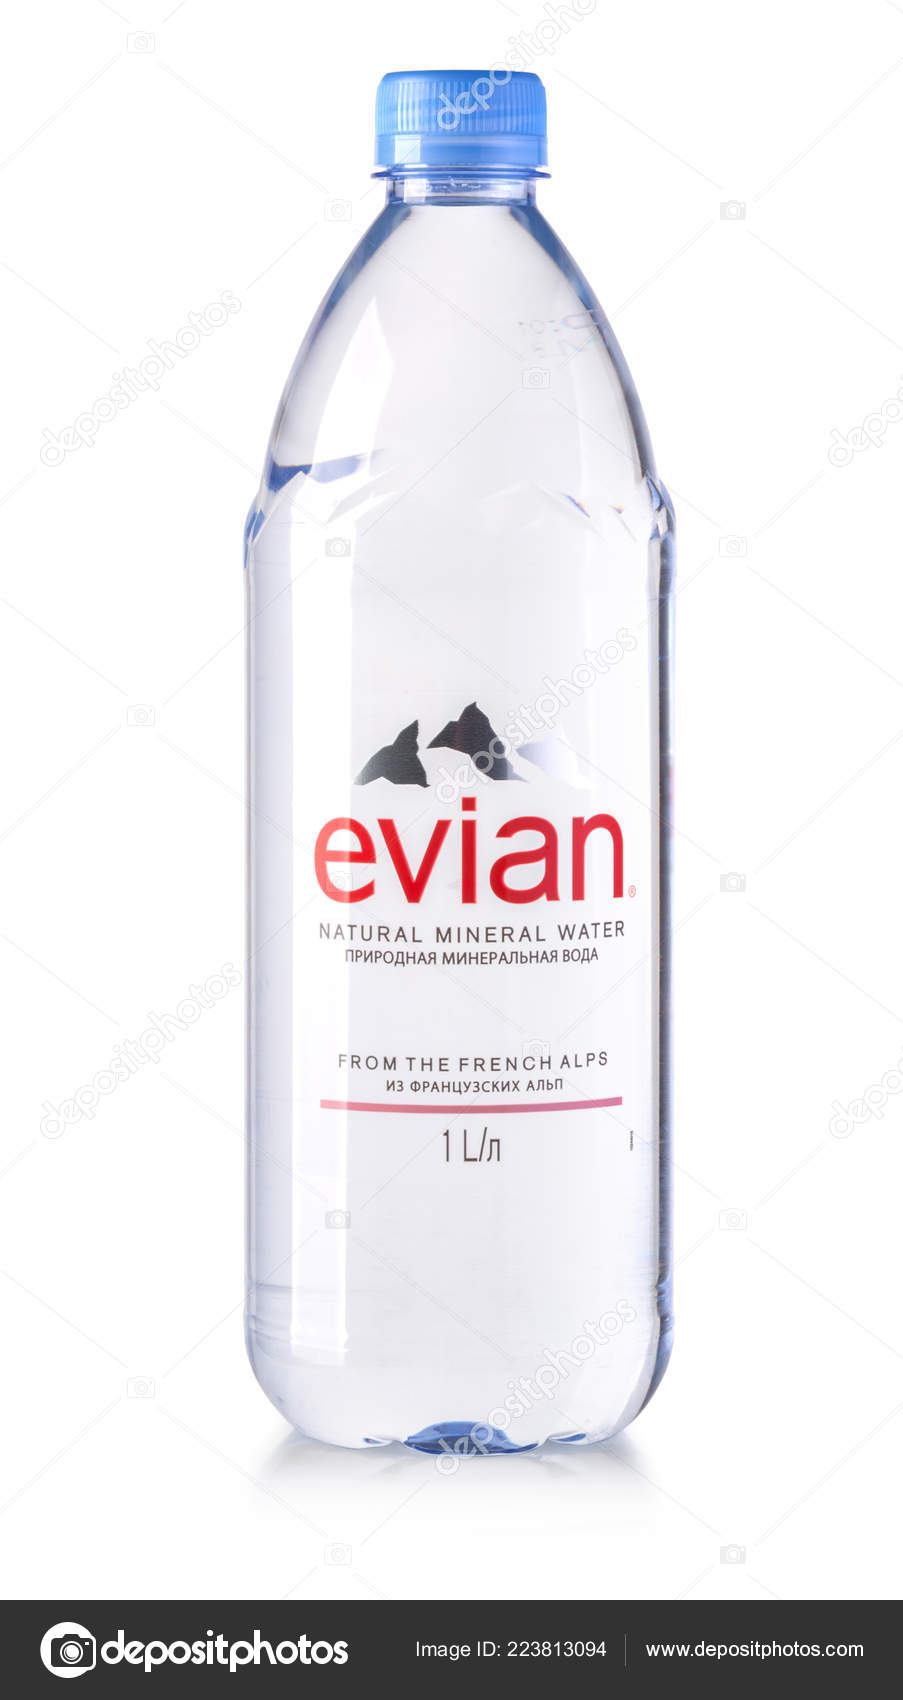 evian®
NATURAL MINERAL WATER
ПРИРОДНАЯ МИНЕРАЛЬНАЯ ВОДА
FROM THE FRENCH ALPS
ИЗ ФРАНЦУЗСКИХ АЛЬП
1 L/л
depositphotos
Image ID: 223813094
www.depositphotos.com